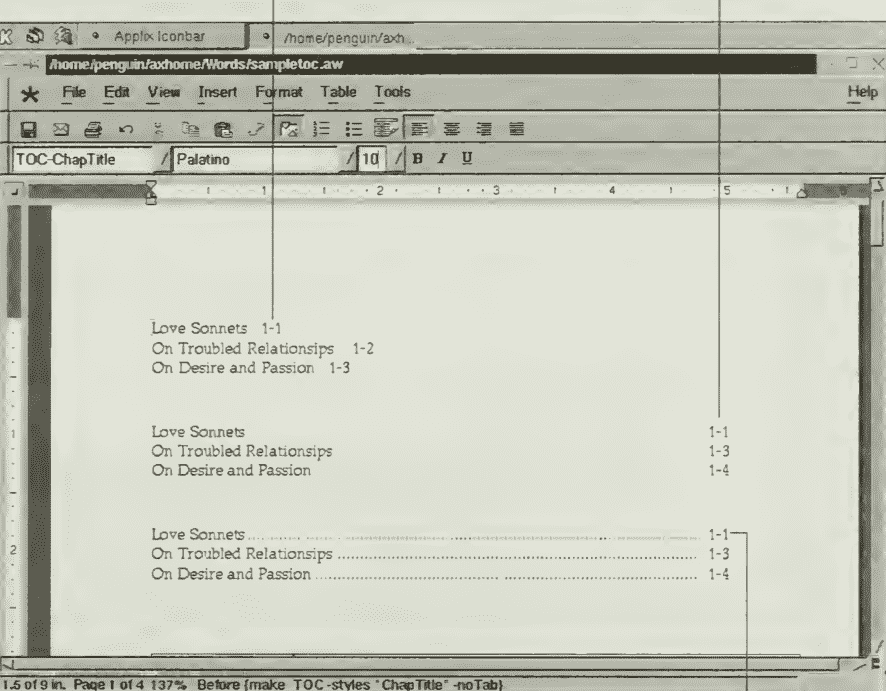 Applix Iconbar /home/penguin/axh...
/home/penguin/axhome/Words/sampletoc.aw
File Edit View Insert Format Table Tools Help
TOC-ChapTitle Palatino 10 B I U
1 2 3 4 5
Love Sonnets 1-1
On Troubled Relationsips 1-2
On Desire and Passion 1-3
1
Love Sonnets 1-1
On Troubled Relationsips 1-3
On Desire and Passion 1-4
2
Love Sonnets ........ 1-1
On Troubled Relationsips ........ 1-3
On Desire and Passion ........ 1-4
1.5 of 9 in. Page 1 of 4 137% Before {make_TOC -styles "ChapTitle" -noTab}